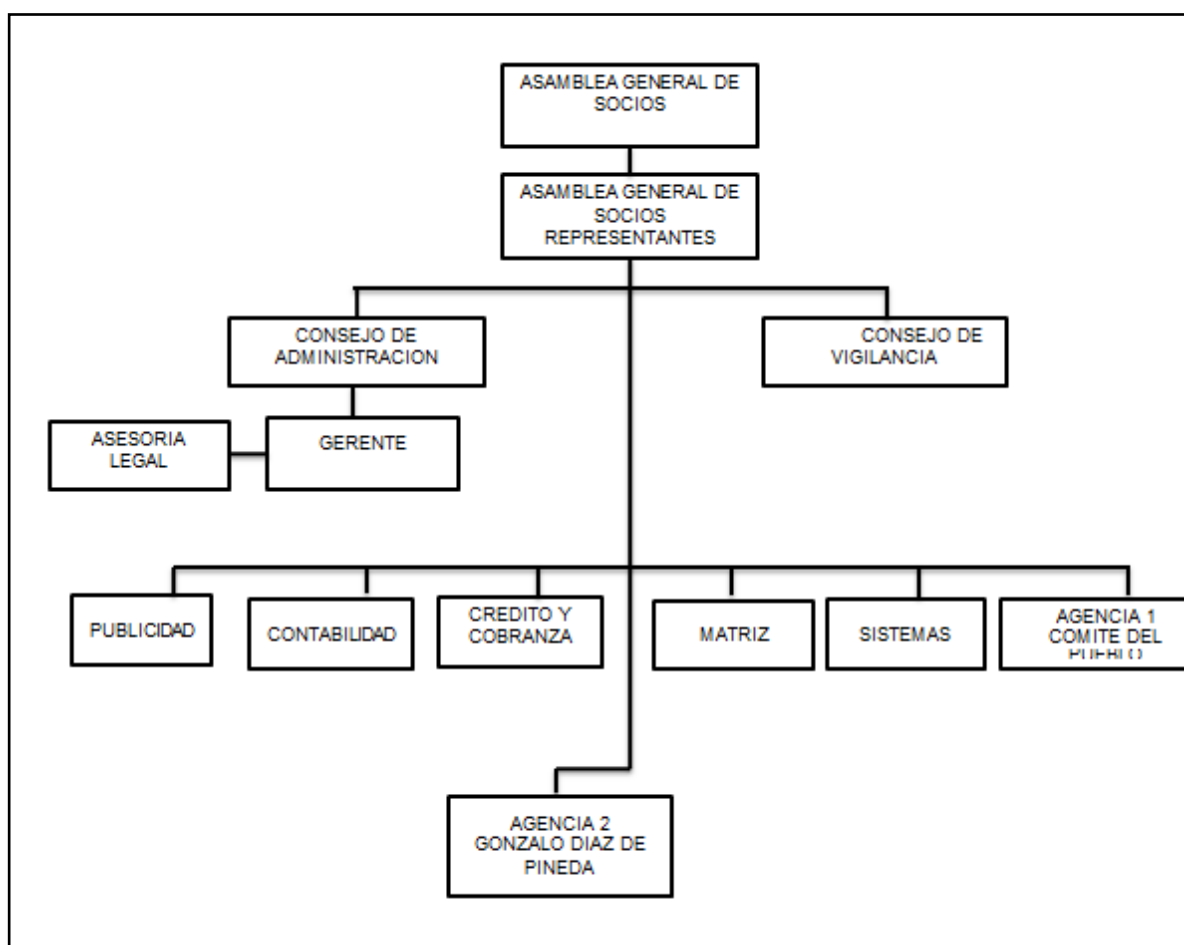 ASAMBLEA GENERAL DE
SOCIOS
ASAMBLEA GENERAL DE
SOCIOS
REPRESENTANTES
CONSEJO DE
ADMINISTRACION
CONSEJO DE
VIGILANCIA
ASESORIA
LEGAL
GERENTE
PUBLICIDAD
CONTABILIDAD
CREDITO Y
COBRANZA
MATRIZ
SISTEMAS
AGENCIA 1
COMITE DEL
PUEBLO
AGENCIA 2
GONZALO DIAZ DE
PINEDA